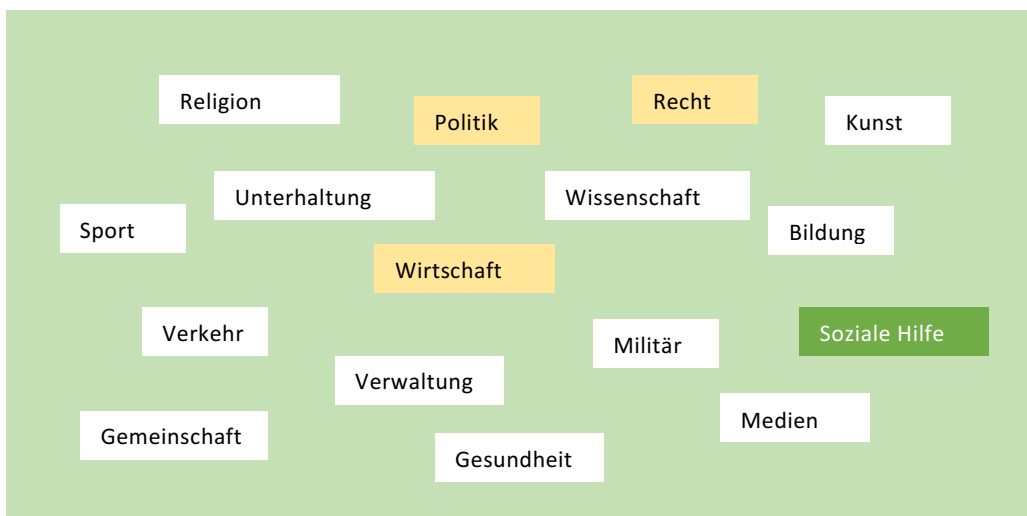 Religion
Politik
Recht
Kunst
Unterhaltung
Wissenschaft
Sport
Bildung
Wirtschaft
Verkehr
Militär
Soziale Hilfe
Verwaltung
Gemeinschaft
Medien
Gesundheit